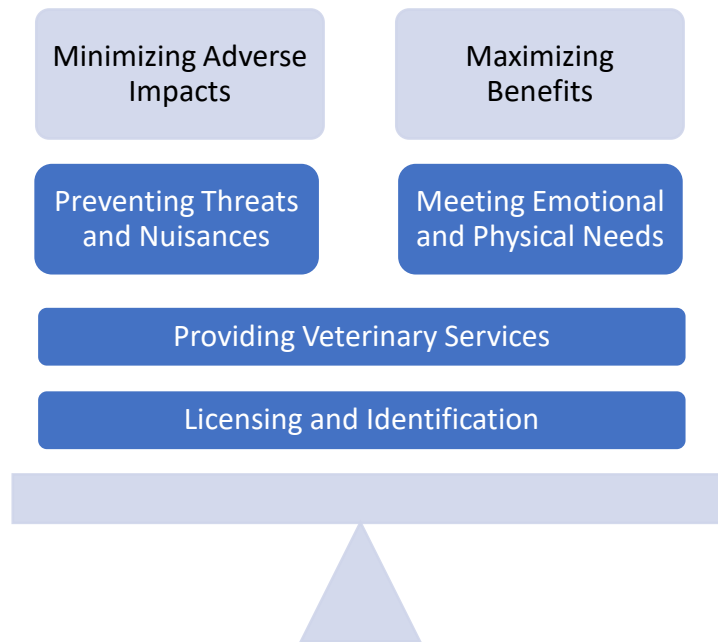 Minimizing Adverse
Impacts
Maximizing
Benefits
Preventing Threats
and Nuisances
Meeting Emotional
and Physical Needs
Providing Veterinary Services
Licensing and Identification